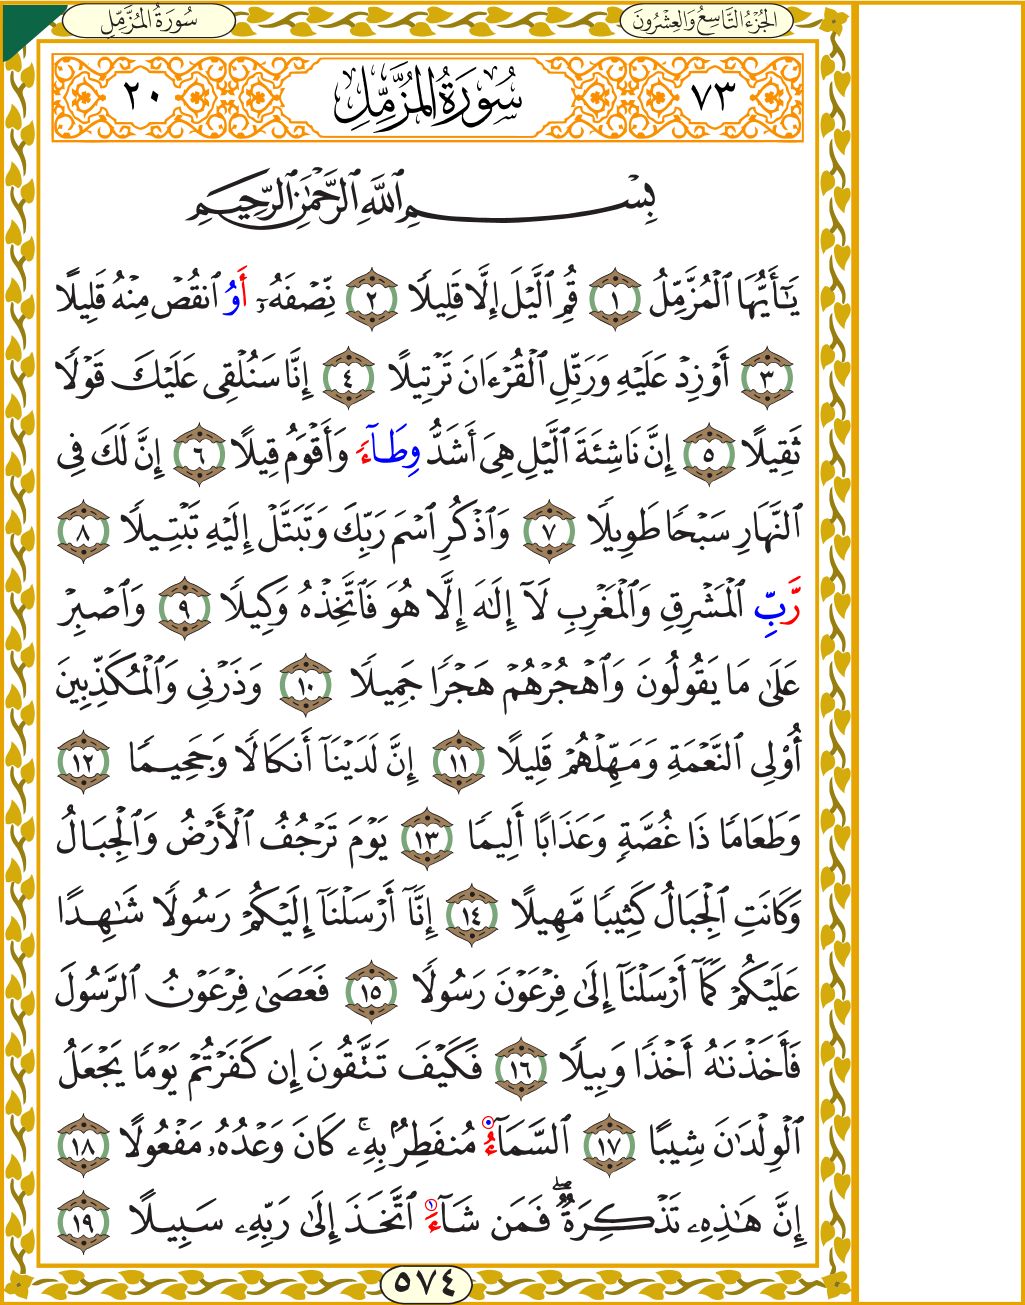 سُورَةُ المُزَّمِّلِ
الجُزْءُ التَّاسِعُ وَالعِشْرُونَ
٧٣
سُورَةُ المُزَّمِّلِ
٢٠
بِسْمِ ٱللَّهِ ٱلرَّحْمَٰنِ ٱلرَّحِيمِ
يَٰٓأَيُّهَا ٱلْمُزَّمِّلُ ١ قُمِ ٱلَّيْلَ إِلَّا قَلِيلًا ٢ نِّصْفَهُۥٓ أَوُ ٱنقُصْ مِنْهُ قَلِيلًا
٣ أَوْ زِدْ عَلَيْهِ وَرَتِّلِ ٱلْقُرْءَانَ تَرْتِيلًا ٤ إِنَّا سَنُلْقِى عَلَيْكَ قَوْلًا
ثَقِيلًا ٥ إِنَّ نَاشِئَةَ ٱلَّيْلِ هِىَ أَشَدُّ وِطَآءً وَأَقْوَمُ قِيلًا ٦ إِنَّ لَكَ فِى
ٱلنَّهَارِ سَبْحًا طَوِيلًا ٧ وَٱذْكُرِ ٱسْمَ رَبِّكَ وَتَبَتَّلْ إِلَيْهِ تَبْتِيلًا ٨
رَّبِّ ٱلْمَشْرِقِ وَٱلْمَغْرِبِ لَآ إِلَٰهَ إِلَّا هُوَ فَٱتَّخِذْهُ وَكِيلًا ٩ وَٱصْبِرْ
عَلَىٰ مَا يَقُولُونَ وَٱهْجُرْهُمْ هَجْرًا جَمِيلًا ١٠ وَذَرْنِى وَٱلْمُكَذِّبِينَ
أُو۟لِى ٱلنَّعْمَةِ وَمَهِّلْهُمْ قَلِيلًا ١١ إِنَّ لَدَيْنَآ أَنكَالًا وَجَحِيمًا ١٢
وَطَعَامًا ذَا غُصَّةٍ وَعَذَابًا أَلِيمًا ١٣ يَوْمَ تَرْجُفُ ٱلْأَرْضُ وَٱلْجِبَالُ
وَكَانَتِ ٱلْجِبَالُ كَثِيبًا مَّهِيلًا ١٤ إِنَّآ أَرْسَلْنَآ إِلَيْكُمْ رَسُولًا شَٰهِدًا
عَلَيْكُمْ كَمَآ أَرْسَلْنَآ إِلَىٰ فِرْعَوْنَ رَسُولًا ١٥ فَعَصَىٰ فِرْعَوْنُ ٱلرَّسُولَ
فَأَخَذْنَٰهُ أَخْذًا وَبِيلًا ١٦ فَكَيْفَ تَتَّقُونَ إِن كَفَرْتُمْ يَوْمًا يَجْعَلُ
ٱلْوِلْدَٰنَ شِيبًا ١٧ ٱلسَّمَآءُ مُنفَطِرٌۢ بِهِۦ ۚ كَانَ وَعْدُهُۥ مَفْعُولًا ١٨
إِنَّ هَٰذِهِۦ تَذْكِرَةٌ ۖ فَمَن شَآءَ ٱتَّخَذَ إِلَىٰ رَبِّهِۦ سَبِيلًا ١٩
٥٧٤